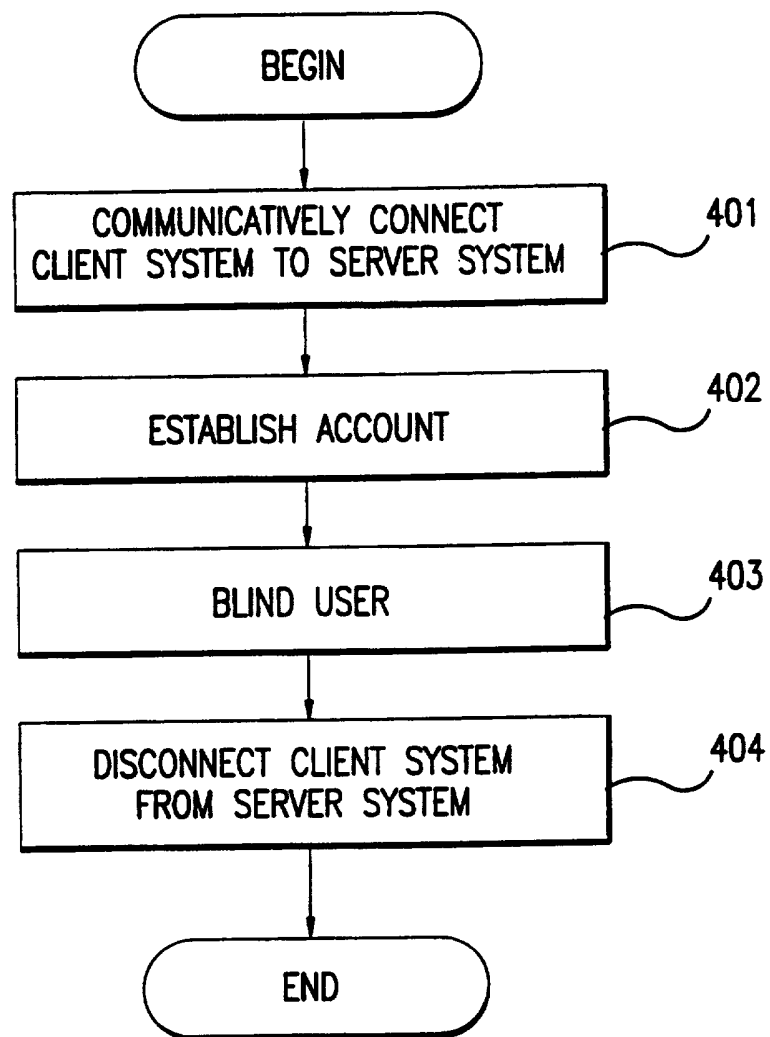 BEGIN
COMMUNICATIVELY CONNECT
CLIENT SYSTEM TO SERVER SYSTEM
401
ESTABLISH ACCOUNT
402
BLIND USER
403
DISCONNECT CLIENT SYSTEM
FROM SERVER SYSTEM
404
END